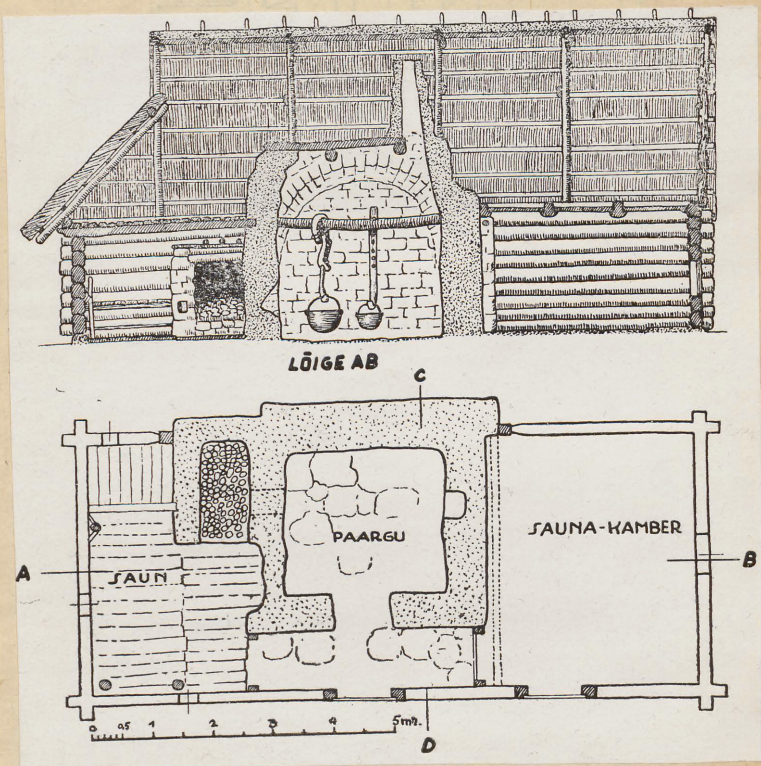 LÕIGE AB
C
PAARGU
SAUNA-KAMBER
A
SAUN
B
0 0,5 1 2 3 4 5 mtr.
D